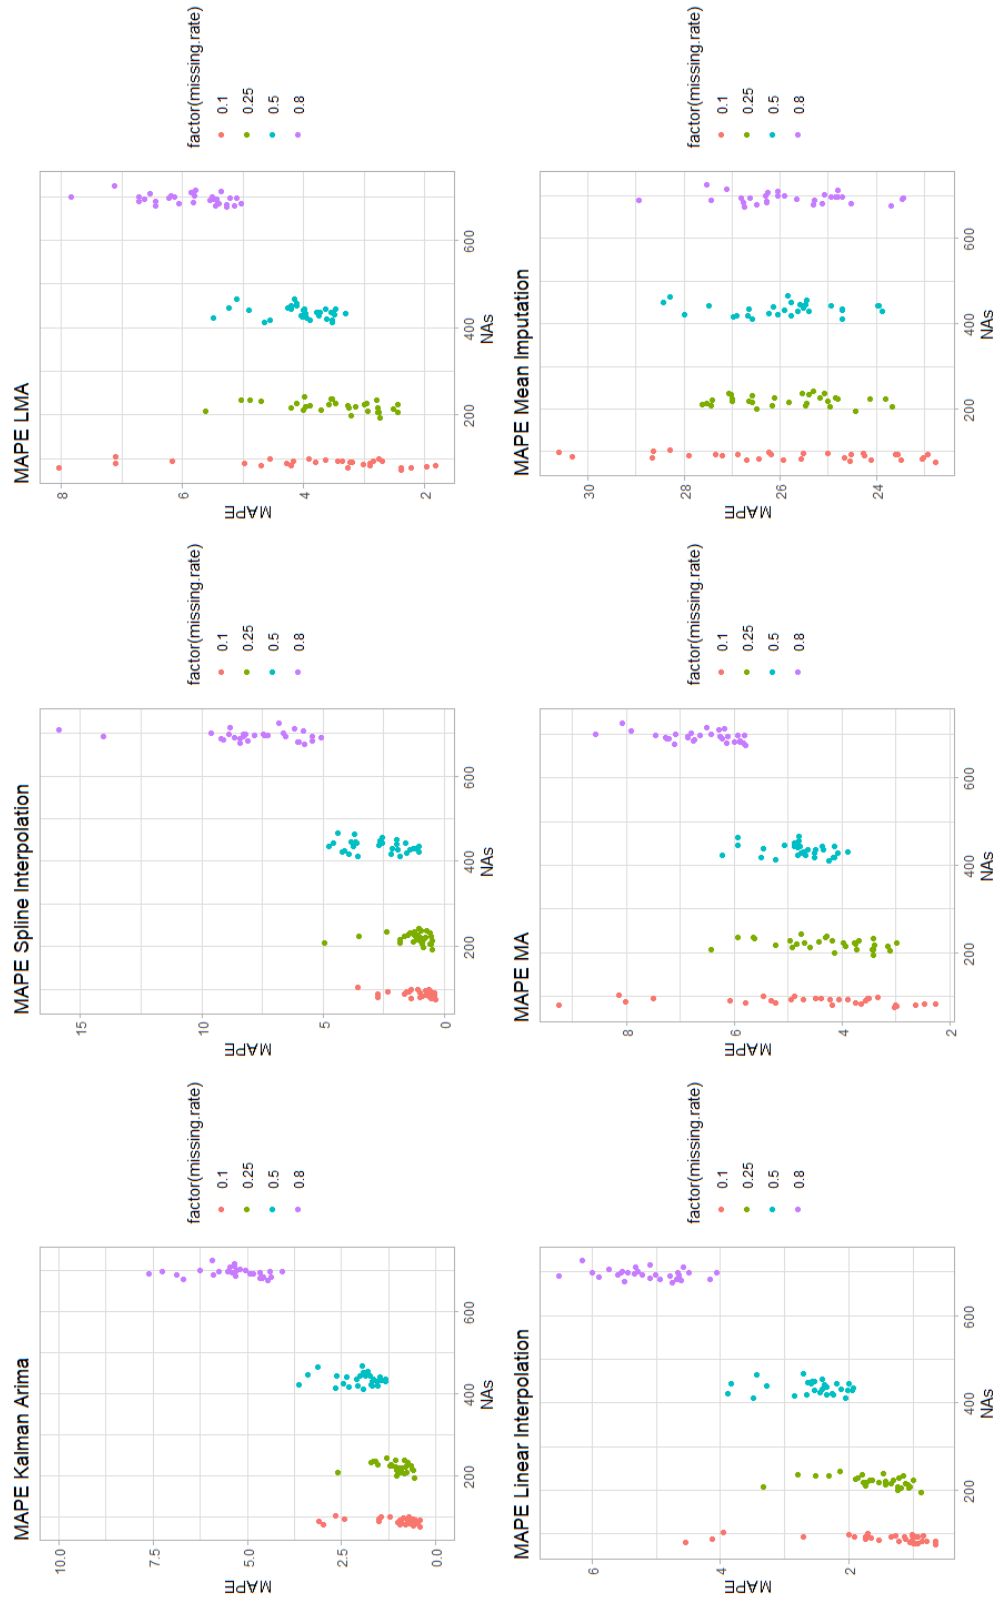 MAPE Kalman Arima
10.0
7.5
5.0
2.5
0.0
MAPE
200
400
600
NAs
factor(missing.rate)
0.1
0.25
0.5
0.8
MAPE Spline Interpolation
15
10
5
0
MAPE
200
400
600
NAs
factor(missing.rate)
0.1
0.25
0.5
0.8
MAPE LMA
8
6
4
2
MAPE
200
400
600
NAs
factor(missing.rate)
0.1
0.25
0.5
0.8
MAPE Linear Interpolation
6
4
2
MAPE
200
400
600
NAs
factor(missing.rate)
0.1
0.25
0.5
0.8
MAPE MA
8
6
4
2
MAPE
200
400
600
NAs
factor(missing.rate)
0.1
0.25
0.5
0.8
MAPE Mean Imputation
30
28
26
24
MAPE
200
400
600
NAs
factor(missing.rate)
0.1
0.25
0.5
0.8